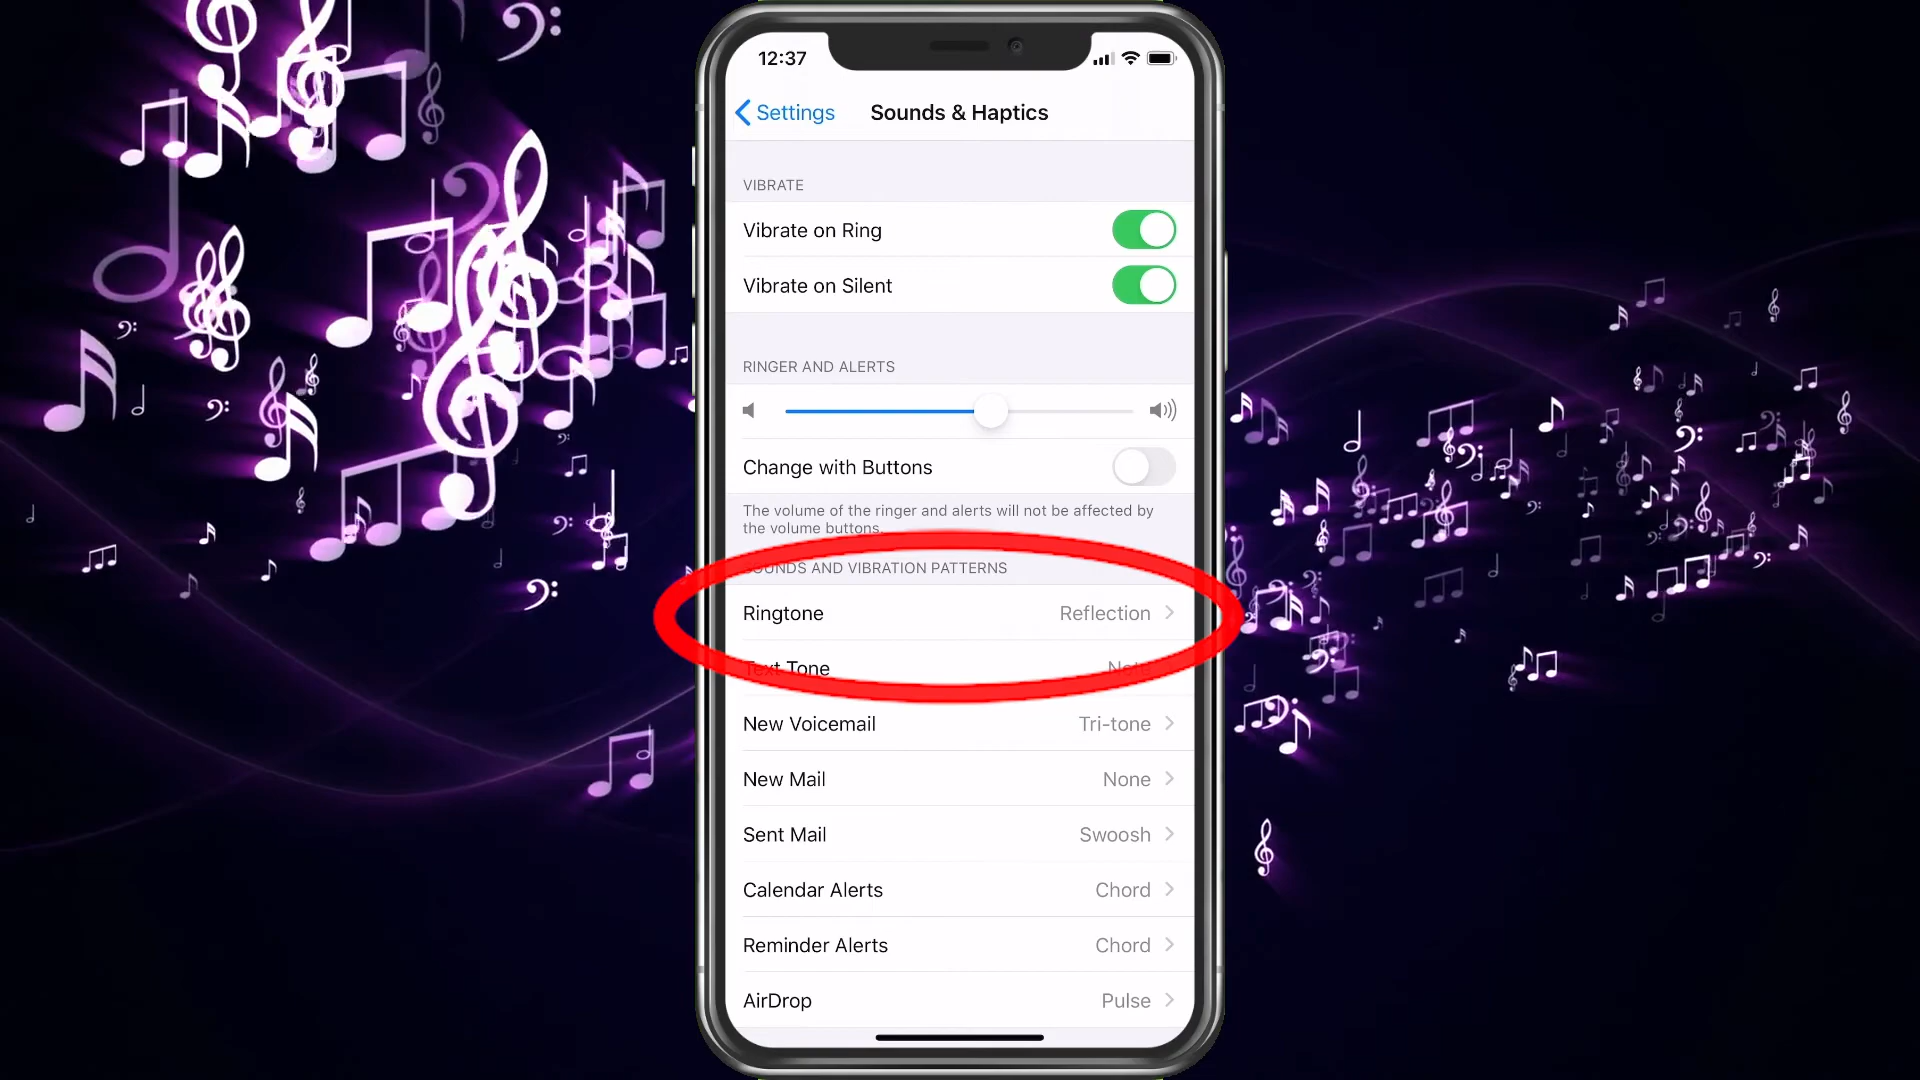 12:37
Settings
Sounds & Haptics
VIBRATE
Vibrate on Ring
Vibrate on Silent
RINGER AND ALERTS
Change with Buttons
The volume of the ringer and alerts will not be affected by
the volume buttons.
SOUNDS AND VIBRATION PATTERNS
Ringtone Reflection
Text Tone
New Voicemail Tri-tone
New Mail None
Sent Mail Swoosh
Calendar Alerts Chord
Reminder Alerts Chord
AirDrop Pulse